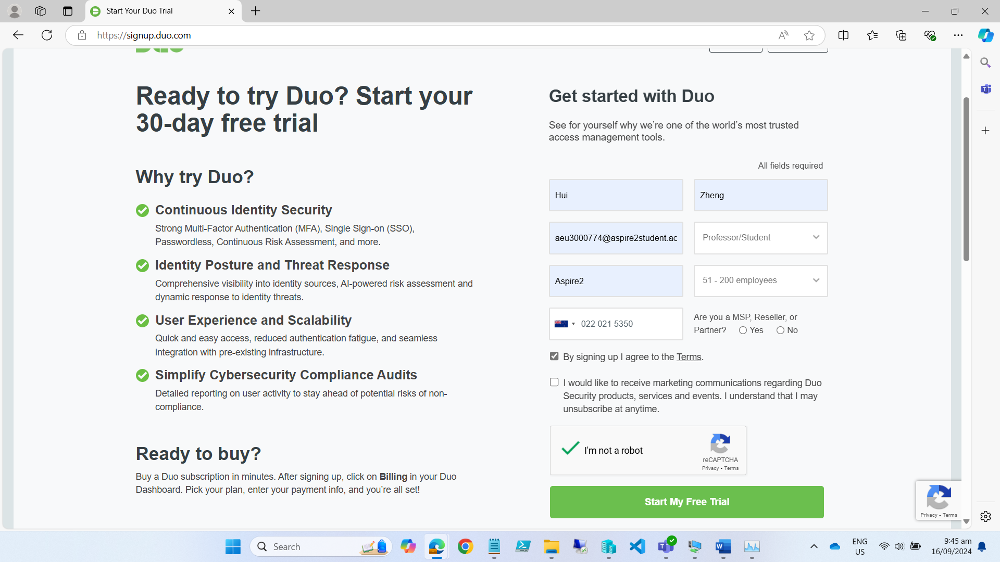 Start Your Duo Trial
https://signup.duo.com
Ready to try Duo? Start your
30-day free trial
Why try Duo?
Continuous Identity Security
Strong Multi-Factor Authentication (MFA), Single Sign-on (SSO),
Passwordless, Continuous Risk Assessment, and more.
Identity Posture and Threat Response
Comprehensive visibility into identity sources, AI-powered risk assessment and
dynamic response to identity threats.
User Experience and Scalability
Quick and easy access, reduced authentication fatigue, and seamless
integration with pre-existing infrastructure.
Simplify Cybersecurity Compliance Audits
Detailed reporting on user activity to stay ahead of potential risks of non-
compliance.
Ready to buy?
Buy a Duo subscription in minutes. After signing up, click on Billing in your Duo
Dashboard. Pick your plan, enter your payment info, and you’re all set!
Get started with Duo
See for yourself why we’re one of the world’s most trusted
access management tools.
All fields required
Hui
Zheng
aeu3000774@aspire2student.ac
Professor/Student
Aspire2
51 - 200 employees
022 021 5350
Are you a MSP, Reseller, or
Partner? Yes No
By signing up I agree to the Terms.
I would like to receive marketing communications regarding Duo
Security products, services and events. I understand that I may
unsubscribe at anytime.
I'm not a robot
reCAPTCHA
Privacy - Terms
Start My Free Trial
Privacy - Terms
Search
ENG
US
9:45 am
16/09/2024